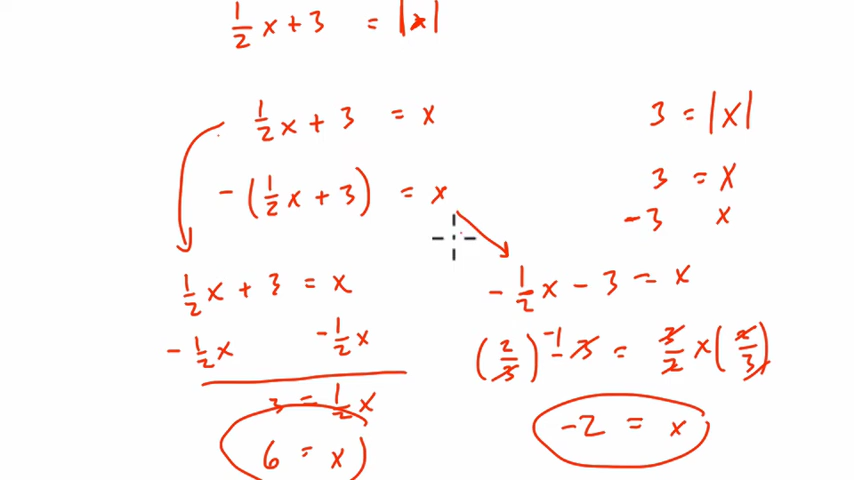 1/2 x + 3 = |x|
1/2 x + 3 = x
-(1/2 x + 3) = x
1/2 x + 3 = x
-1/2 x -1/2 x
3 = 1/2 x
6 = x
3 = |x|
3 = x
-3 x
-1/2 x - 3 = x
(2/3) -3 = 3/2 x (2/3)
-2 = x